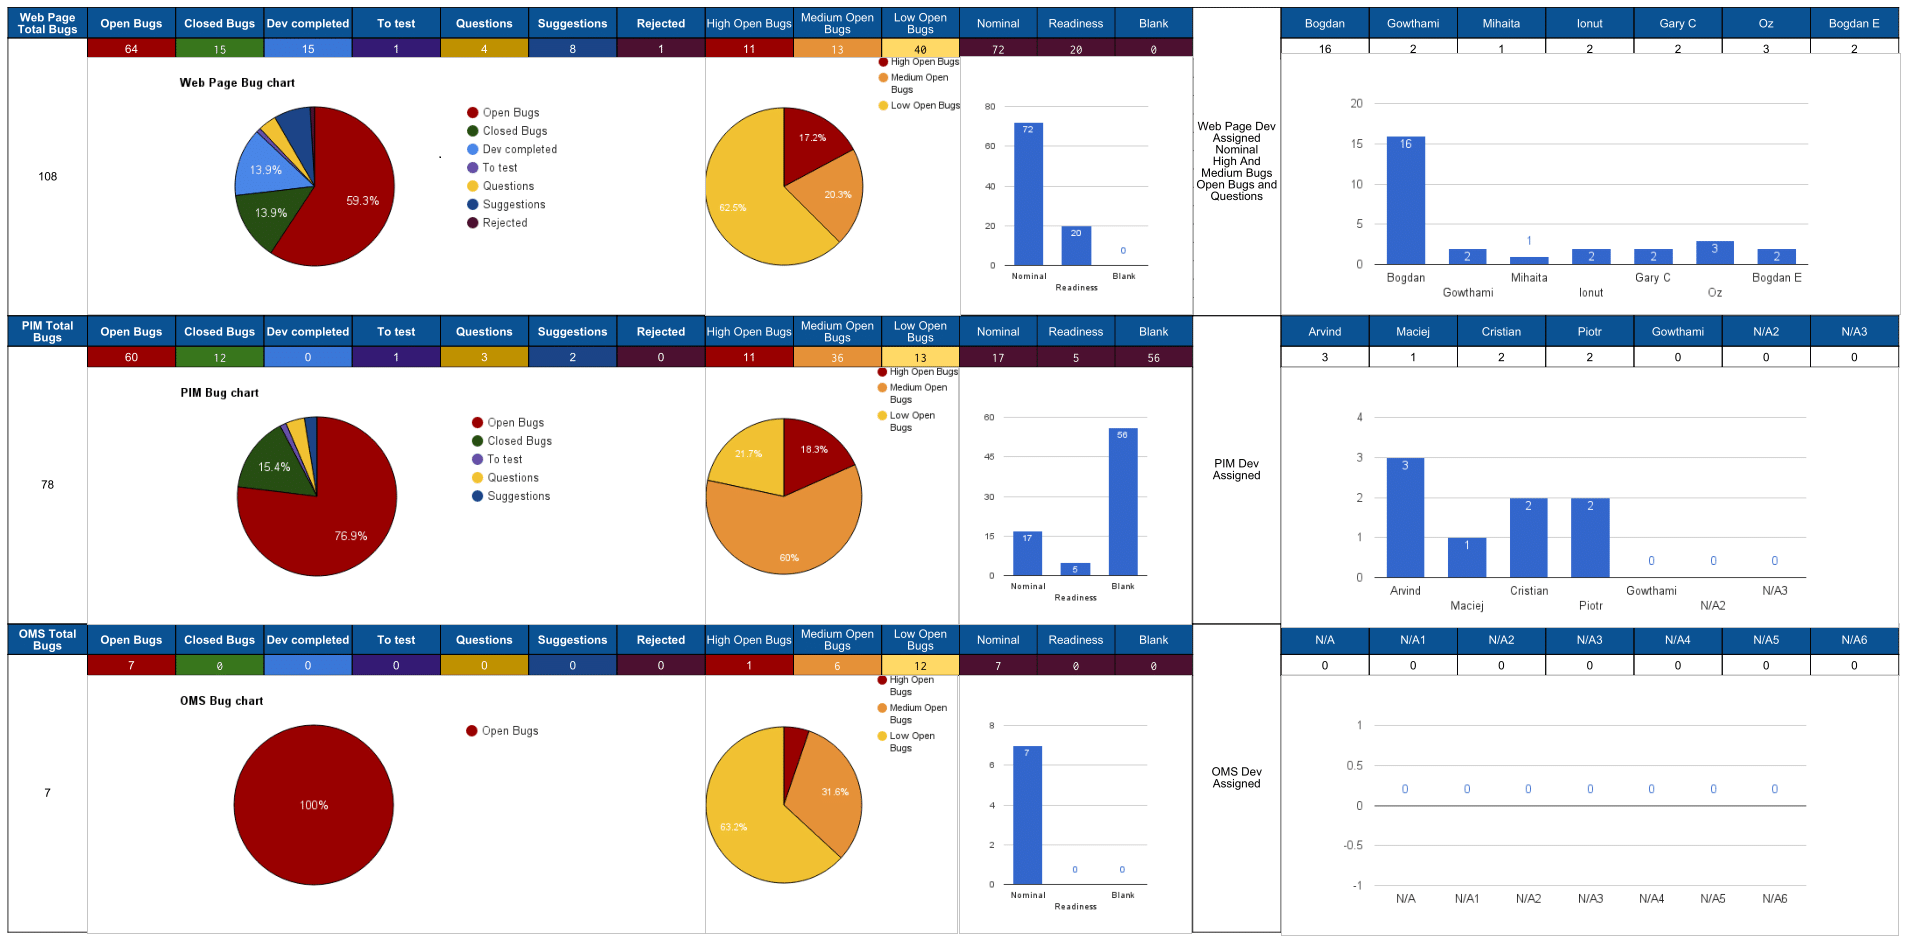 Web Page Total Bugs
Open Bugs
Closed Bugs
Dev completed
To test
Questions
Suggestions
Rejected
High Open Bugs
Medium Open Bugs
Low Open Bugs
Nominal
Readiness
Blank
Bogdan
Gowthami
Mihaita
Ionut
Gary C
Oz
Bogdan E
64
15
15
1
4
8
1
11
13
40
72
20
0
16
2
1
2
2
3
2
108
Web Page Bug chart
59.3%
13.9%
13.9%
Open Bugs
Closed Bugs
Dev completed
To test
Questions
Suggestions
Rejected
High Open Bugs
Medium Open
Bugs
Low Open Bugs
17.2%
20.3%
62.5%
80
60
40
20
0
72
20
0
Nominal
Readiness
Blank
Web Page Dev
Assigned
Nominal
High And
Medium Bugs
Open Bugs and
Questions
20
15
10
5
0
16
2
1
2
2
3
2
Bogdan
Gowthami
Mihaita
Ionut
Gary C
Oz
Bogdan E
PIM Total
Bugs
Open Bugs
Closed Bugs
Dev completed
To test
Questions
Suggestions
Rejected
High Open Bugs
Medium Open Bugs
Low Open Bugs
Nominal
Readiness
Blank
Arvind
Maciej
Cristian
Piotr
Gowthami
N/A2
N/A3
60
12
0
1
3
2
0
11
36
13
17
5
56
3
1
2
2
0
0
0
78
PIM Bug chart
15.4%
76.9%
Open Bugs
Closed Bugs
To test
Questions
Suggestions
High Open Bugs
Medium Open
Bugs
Low Open
Bugs
21.7%
18.3%
60%
60
45
30
15
0
17
5
56
Nominal
Readiness
Blank
PIM Dev
Assigned
4
3
2
1
0
3
1
2
2
0
0
0
Arvind
Maciej
Cristian
Piotr
Gowthami
N/A2
N/A3
OMS Total
Bugs
Open Bugs
Closed Bugs
Dev completed
To test
Questions
Suggestions
Rejected
High Open Bugs
Medium Open Bugs
Low Open Bugs
Nominal
Readiness
Blank
N/A
N/A1
N/A2
N/A3
N/A4
N/A5
N/A6
7
0
0
0
0
0
0
1
6
12
7
0
0
0
0
0
0
0
0
0
7
OMS Bug chart
100%
Open Bugs
High Open
Bugs
Medium Open
Bugs
Low Open
Bugs
31.6%
63.2%
8
6
4
2
0
7
0
0
Nominal
Readiness
Blank
OMS Dev
Assigned
1
0.5
0
-0.5
-1
0
0
0
0
0
0
0
N/A
N/A1
N/A2
N/A3
N/A4
N/A5
N/A6